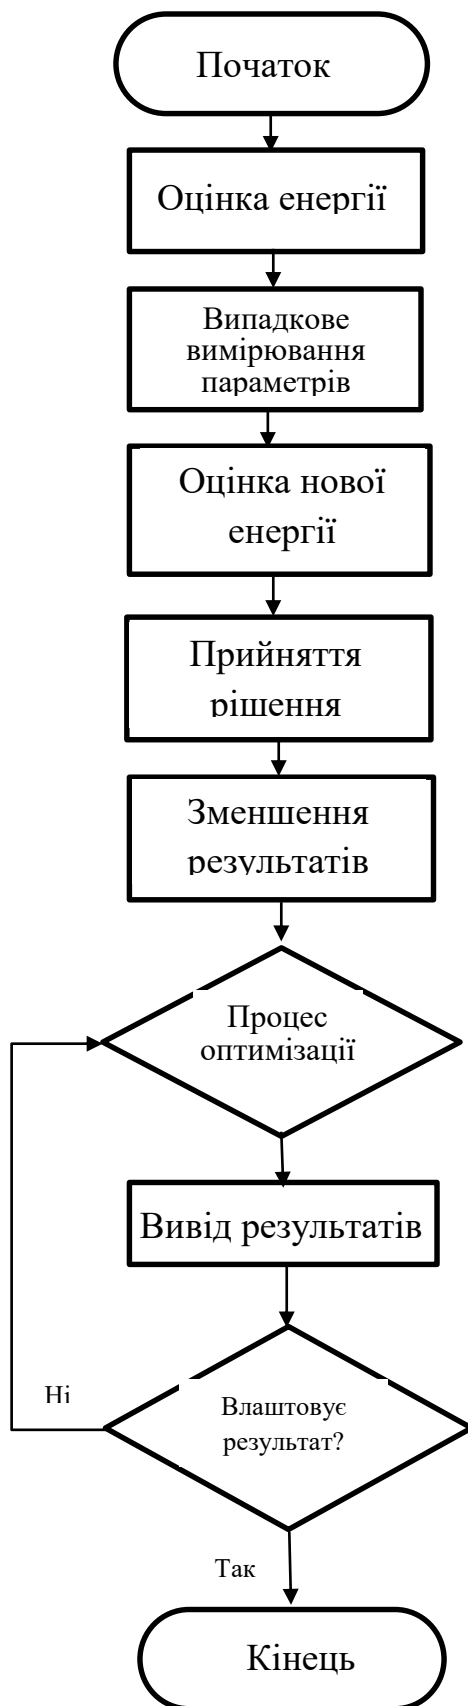 Початок
Оцінка енергії
Випадкове
вимірювання
параметрів
Оцінка нової
енергії
Прийняття
рішення
Зменшення
результатів
Процес
оптимізації
Вивід результатів
Ні
Влаштовує
результат?
Так
Кінець